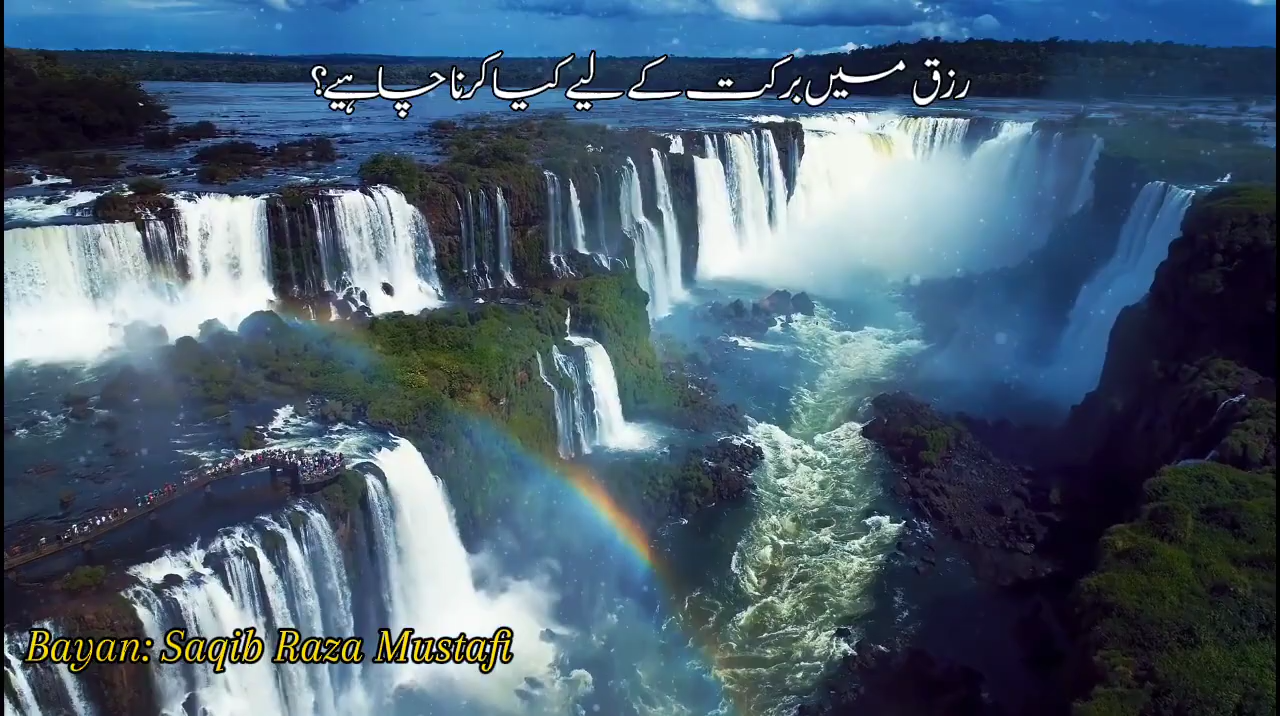 رزق میں برکت کے لیے کیا کرنا چاہیے؟
Bayan: Saqib Raza Mustafi